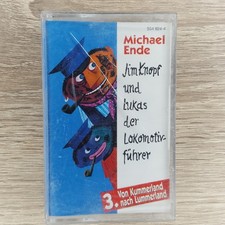 Michael
Ende
Jim Knopf
und
Lukas
der
Lokomotiv-
führer
3. Von Kummerland
nach Lummerland